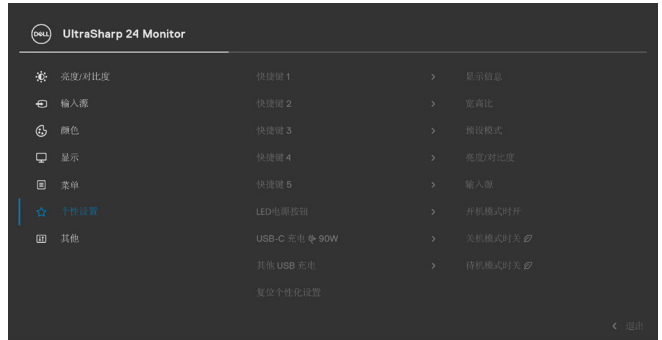 DELL UltraSharp 24 Monitor
亮度/对比度 快捷键 1 > 显示信息
输入源 快捷键 2 > 宽高比
颜色 快捷键 3 > 预设模式
显示 快捷键 4 > 亮度/对比度
菜单 快捷键 5 > 输入源
个性设置 LED电源按钮 > 开机模式时开
其他 USB-C 充电 90W > 关机模式时关
其他 USB 充电 > 待机模式时关
复位个性化设置
< 退出